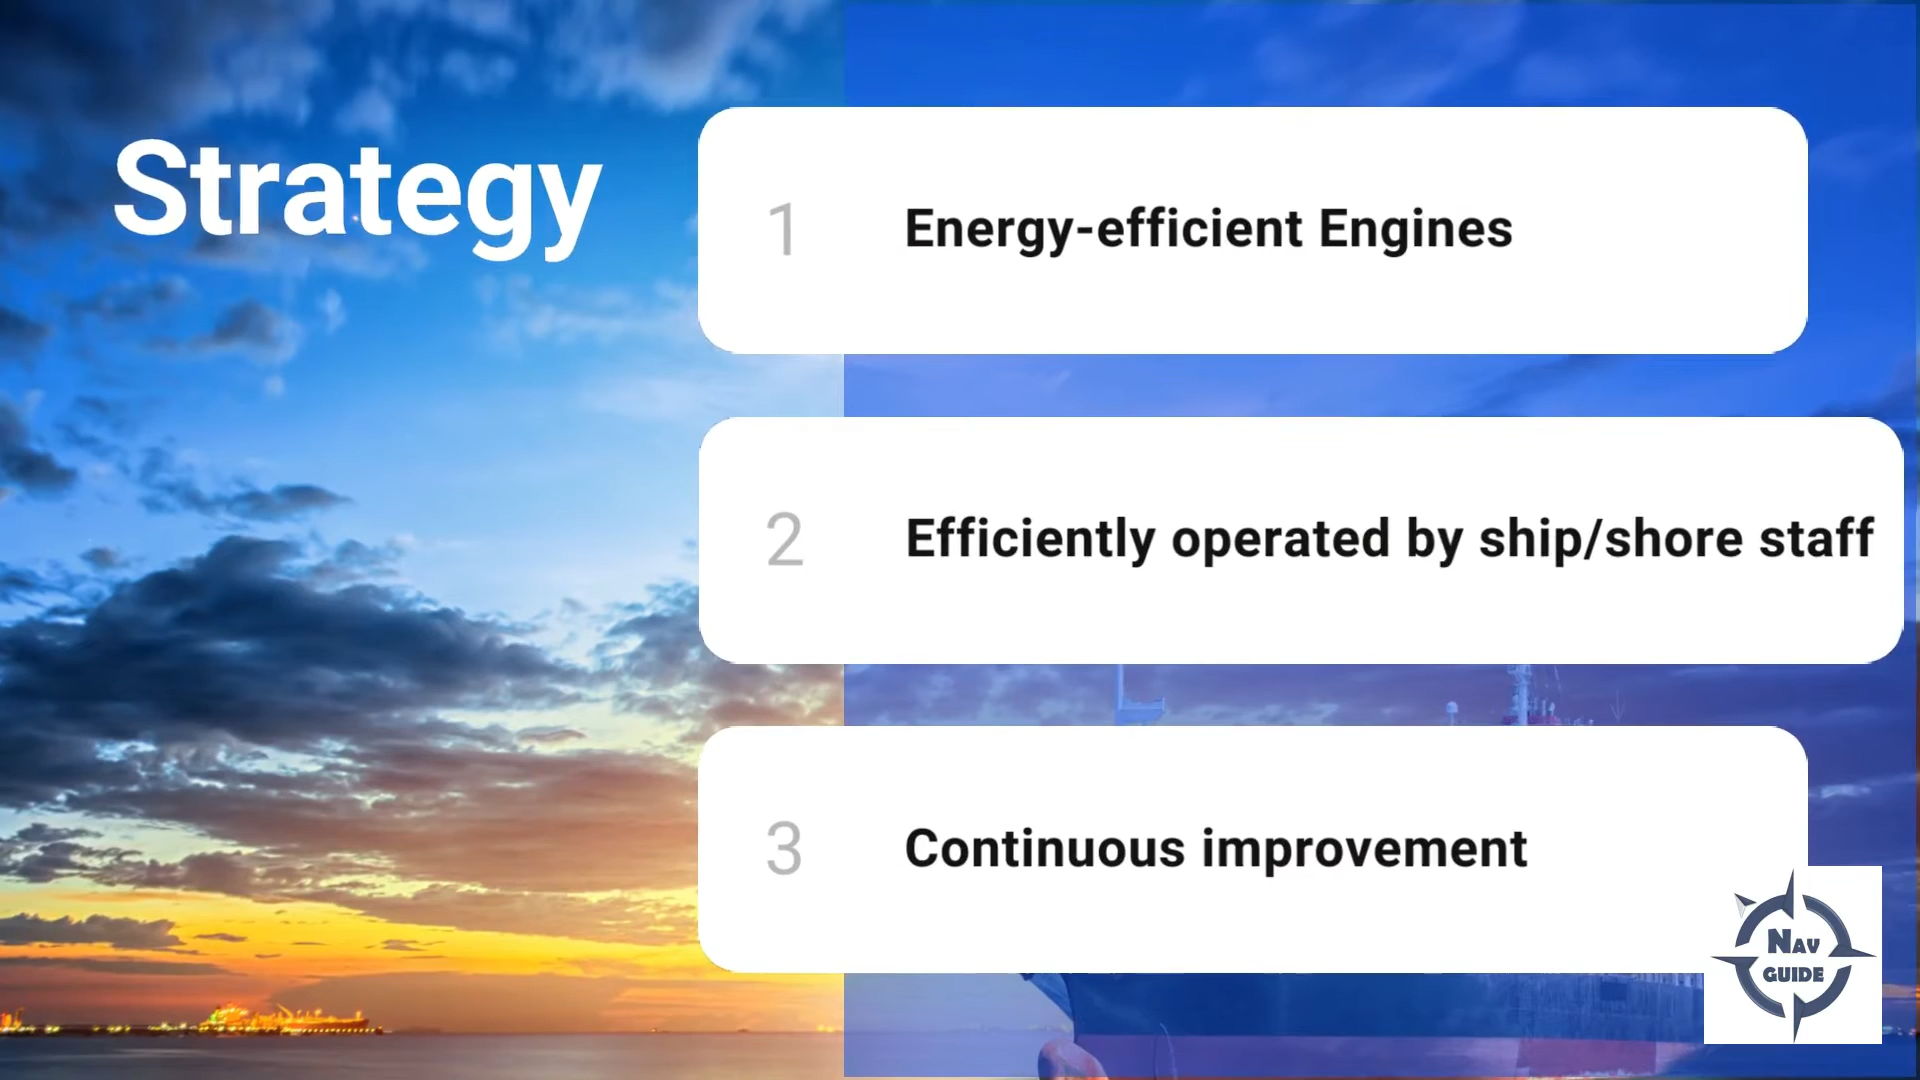 Strategy
1
Energy-efficient Engines
2
Efficiently operated by ship/shore staff
3
Continuous improvement
NAV
GUIDE